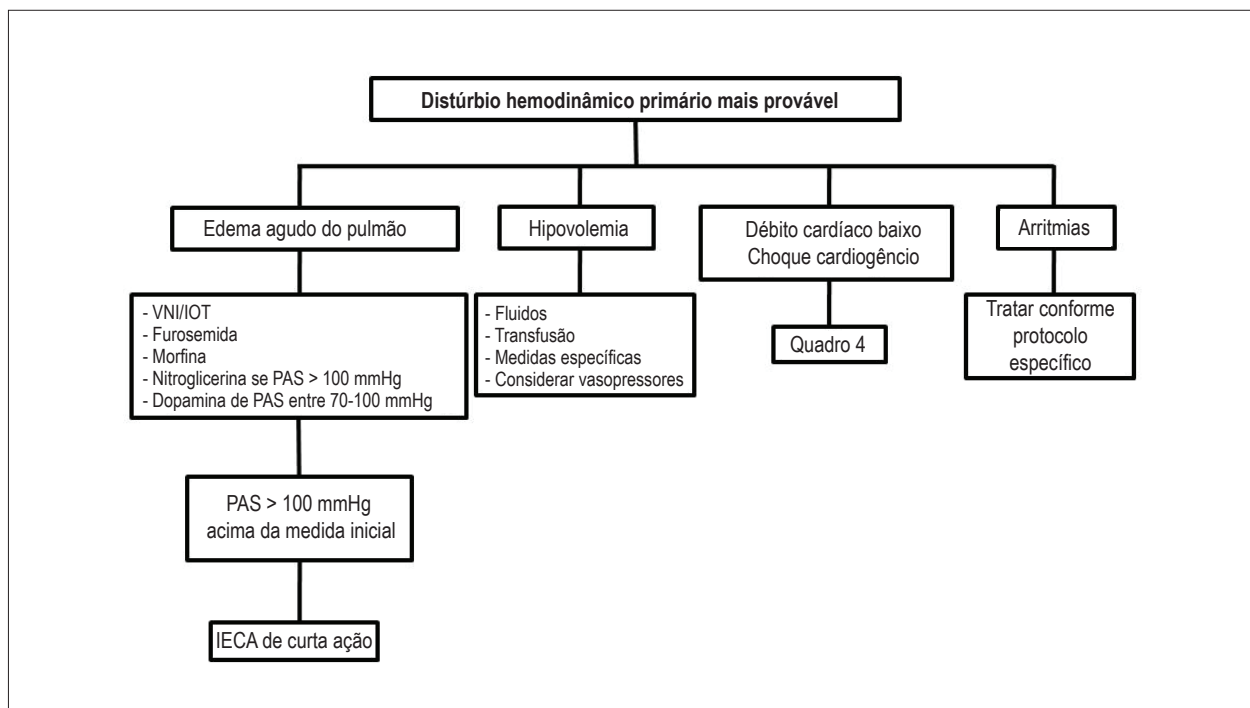 Distúrbio hemodinâmico primário mais provável
Edema agudo do pulmão
Hipovolemia
Débito cardíaco baixo
Choque cardiogêncio
Arritmias
- VNI/IOT
- Furosemida
- Morfina
- Nitroglicerina se PAS > 100 mmHg
- Dopamina de PAS entre 70-100 mmHg
- Fluidos
- Transfusão
- Medidas específicas
- Considerar vasopressores
Quadro 4
Tratar conforme
protocolo
específico
PAS > 100 mmHg
acima da medida inicial
IECA de curta ação